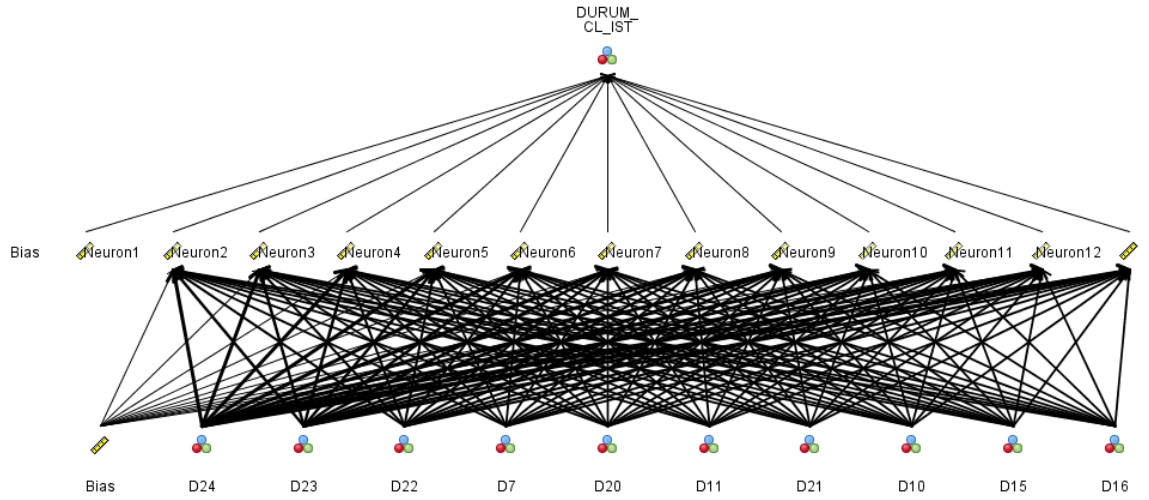 DURUM_
CL_IST
Bias Neuron1 Neuron2 Neuron3 Neuron4 Neuron5 Neuron6 Neuron7 Neuron8 Neuron9 Neuron10 Neuron11 Neuron12
Bias D24 D23 D22 D7 D20 D11 D21 D10 D15 D16